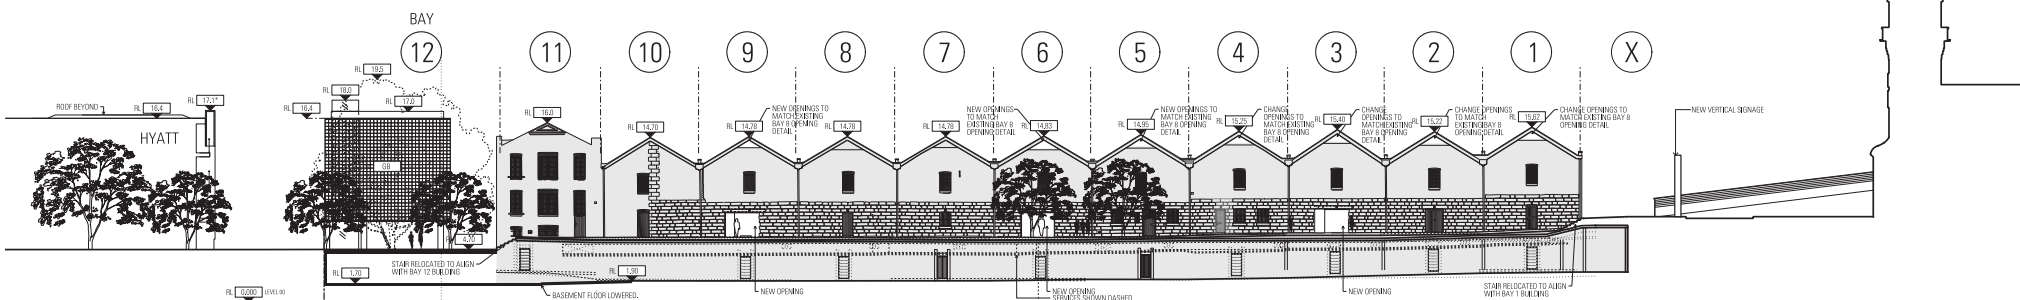 BAY
12
11
10
9
8
7
6
5
4
3
2
1
X
RL 19.5
RL 18.0
RL 17.0
RL 16.4
ROOF BEYOND
RL 16.4
RL 17.1*
HYATT
GB
RL 16.0
RL 14.70
RL 14.78
NEW OPENINGS TO
MATCH EXISTING
BAY 8 OPENING
DETAIL
RL 14.78
RL 14.78
NEW OPENINGS
TO MATCH
EXISTING BAY 8
OPENING DETAIL
RL 14.83
RL 14.95
NEW OPENINGS TO
MATCH EXISTING
BAY 8 OPENING
DETAIL
RL 15.25
CHANGE
OPENINGS TO
MATCH EXISTING
BAY 8 OPENING
DETAIL
RL 15.40
CHANGE
OPENINGS TO
MATCH EXISTING
BAY 8 OPENING
DETAIL
RL 15.22
CHANGE OPENINGS
TO MATCH
EXISTING BAY 8
OPENING DETAIL
RL 15.62
CHANGE OPENINGS TO
MATCH EXISTING
BAY 8 OPENING
DETAIL
NEW VERTICAL SIGNAGE
RL 4.70
STAIR RELOCATED TO ALIGN
WITH BAY 12 BUILDING
RL 1.70
RL 1.90
RL 0.000 LEVEL 00
BASEMENT FLOOR LOWERED.
NEW OPENING
NEW OPENING
SERVICES SHOWN DASHED
NEW OPENING
STAIR RELOCATED TO ALIGN
WITH BAY 1 BUILDING